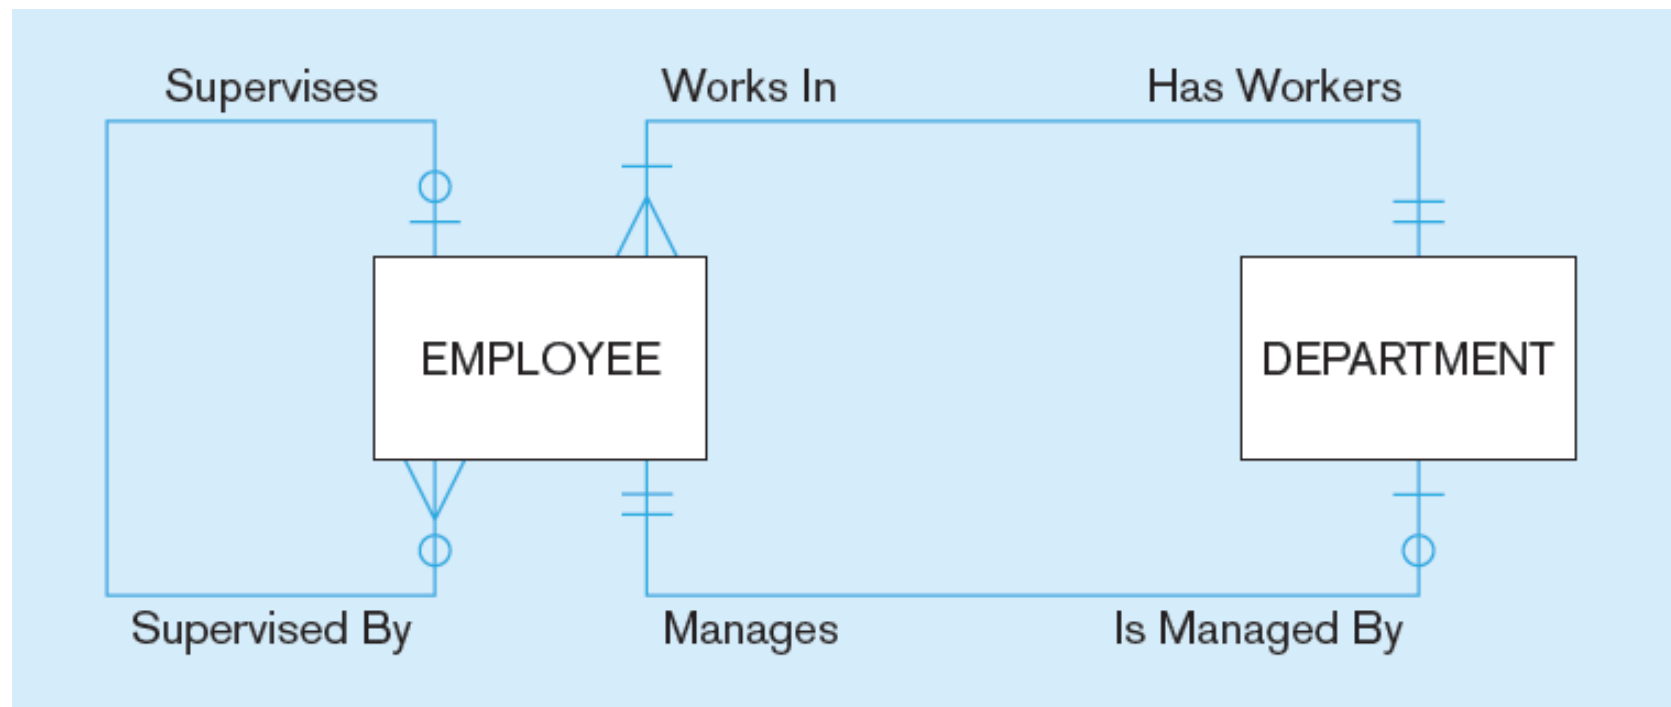 Supervises
Works In
Has Workers
EMPLOYEE
DEPARTMENT
Supervised By
Manages
Is Managed By